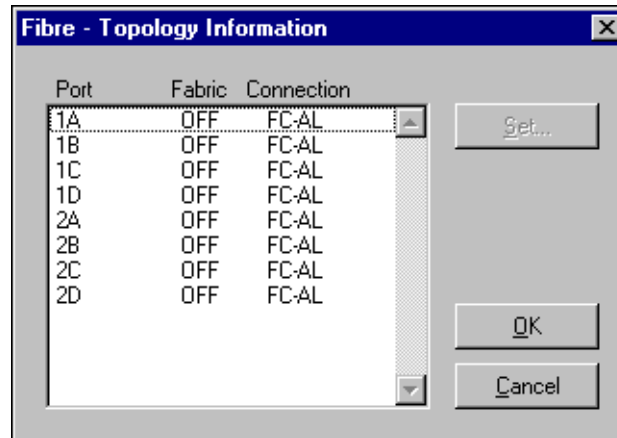 Fibre - Topology Information
Port Fabric Connection
1A OFF FC-AL
1B OFF FC-AL
1C OFF FC-AL
1D OFF FC-AL
2A OFF FC-AL
2B OFF FC-AL
2C OFF FC-AL
2D OFF FC-AL
Set...
OK
Cancel